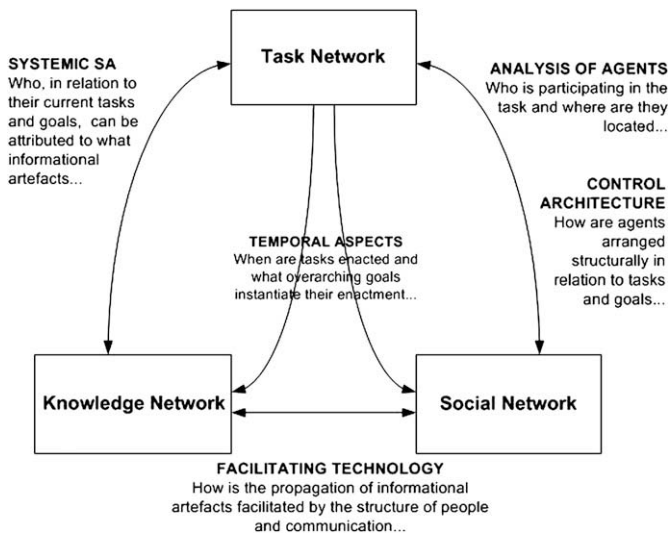 Task Network
SYSTEMIC SA
Who, in relation to
their current tasks
and goals, can be
attributed to what
informational
artefacts...
ANALYSIS OF AGENTS
Who is participating in the
task and where are they
located...
CONTROL
ARCHITECTURE
How are agents
arranged
structurally in
relation to tasks
and goals...
TEMPORAL ASPECTS
When are tasks enacted and
what overarching goals
instantiate their enactment...
Knowledge Network
Social Network
FACILITATING TECHNOLOGY
How is the propagation of informational
artefacts facilitated by the structure of people
and communication...